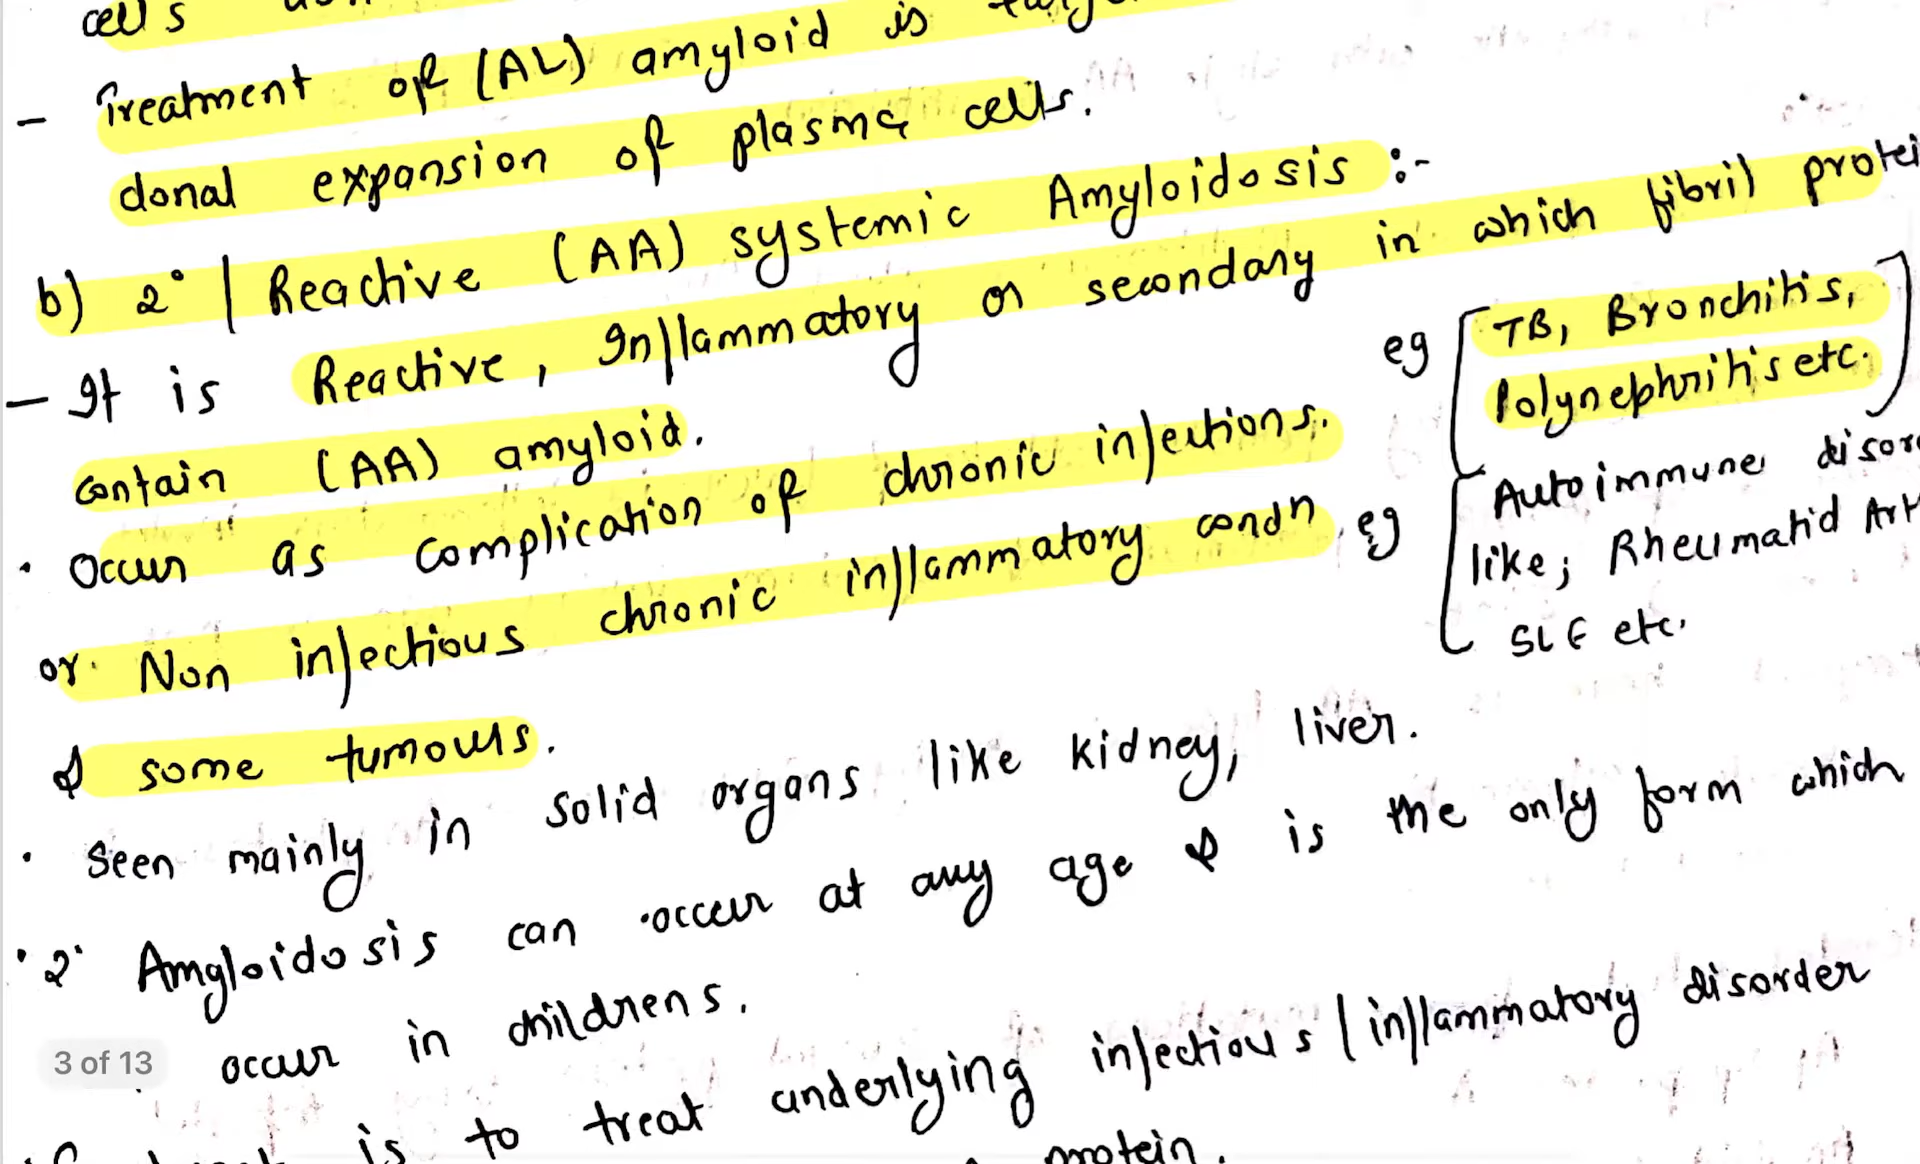 cells
- Treatment of (AL) amyloid is
clonal expansion of plasma cells.
b) 2° | Reactive (AA) systemic Amyloidosis :-
- It is Reactive, Inflammatory or secondary in which fibril protei
contain (AA) amyloid.
eg [TB, Bronchitis,
Polynephritis etc.]
• Occur as complication of chronic infections.
or Non infectious chronic inflammatory condn eg
[Autoimmune disor
like; Rheumatid Art
SLE etc.
& some tumours.
• Seen mainly in solid organs like kidney, liver.
• 2° Amyloidosis can occur at any age & is the only form which
occur in childrens.
is to treat underlying infectious / inflammatory disorder
protein.
3 of 13